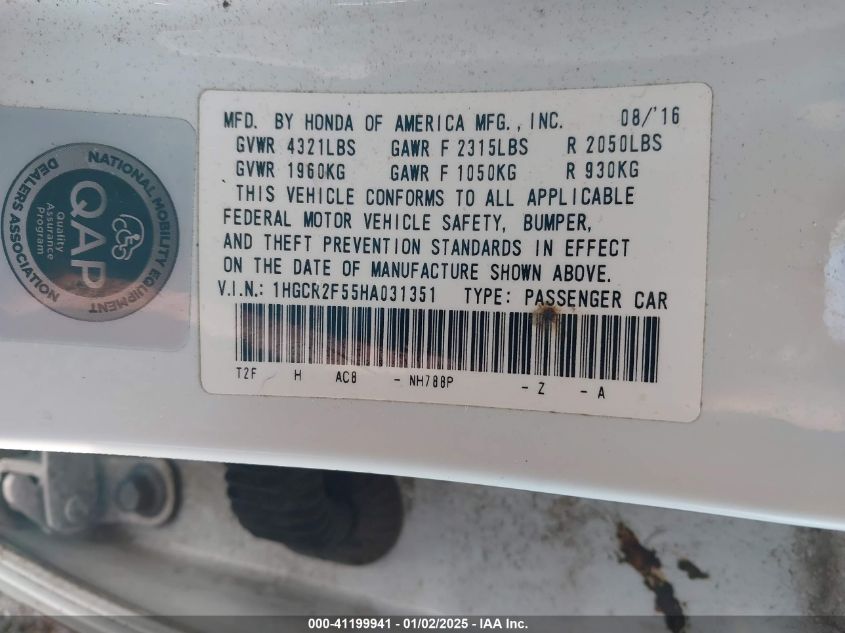 MFD. BY HONDA OF AMERICA MFG., INC. 08/'16
GVWR 4321LBS GAWR F 2315LBS R 2050LBS
GVWR 1960KG GAWR F 1050KG R 930KG
THIS VEHICLE CONFORMS TO ALL APPLICABLE
FEDERAL MOTOR VEHICLE SAFETY, BUMPER,
AND THEFT PREVENTION STANDARDS IN EFFECT
ON THE DATE OF MANUFACTURE SHOWN ABOVE.
V.I.N.: 1HGCR2F55HA031351 TYPE: PASSENGER CAR
T2F H AC8 - NH788P - Z - A
NATIONAL MOBILITY EQUIPMENT
DEALERS ASSOCIATION
QAP
Quality
Assurance
Program
000-41199941 - 01/02/2025 - IAA Inc.